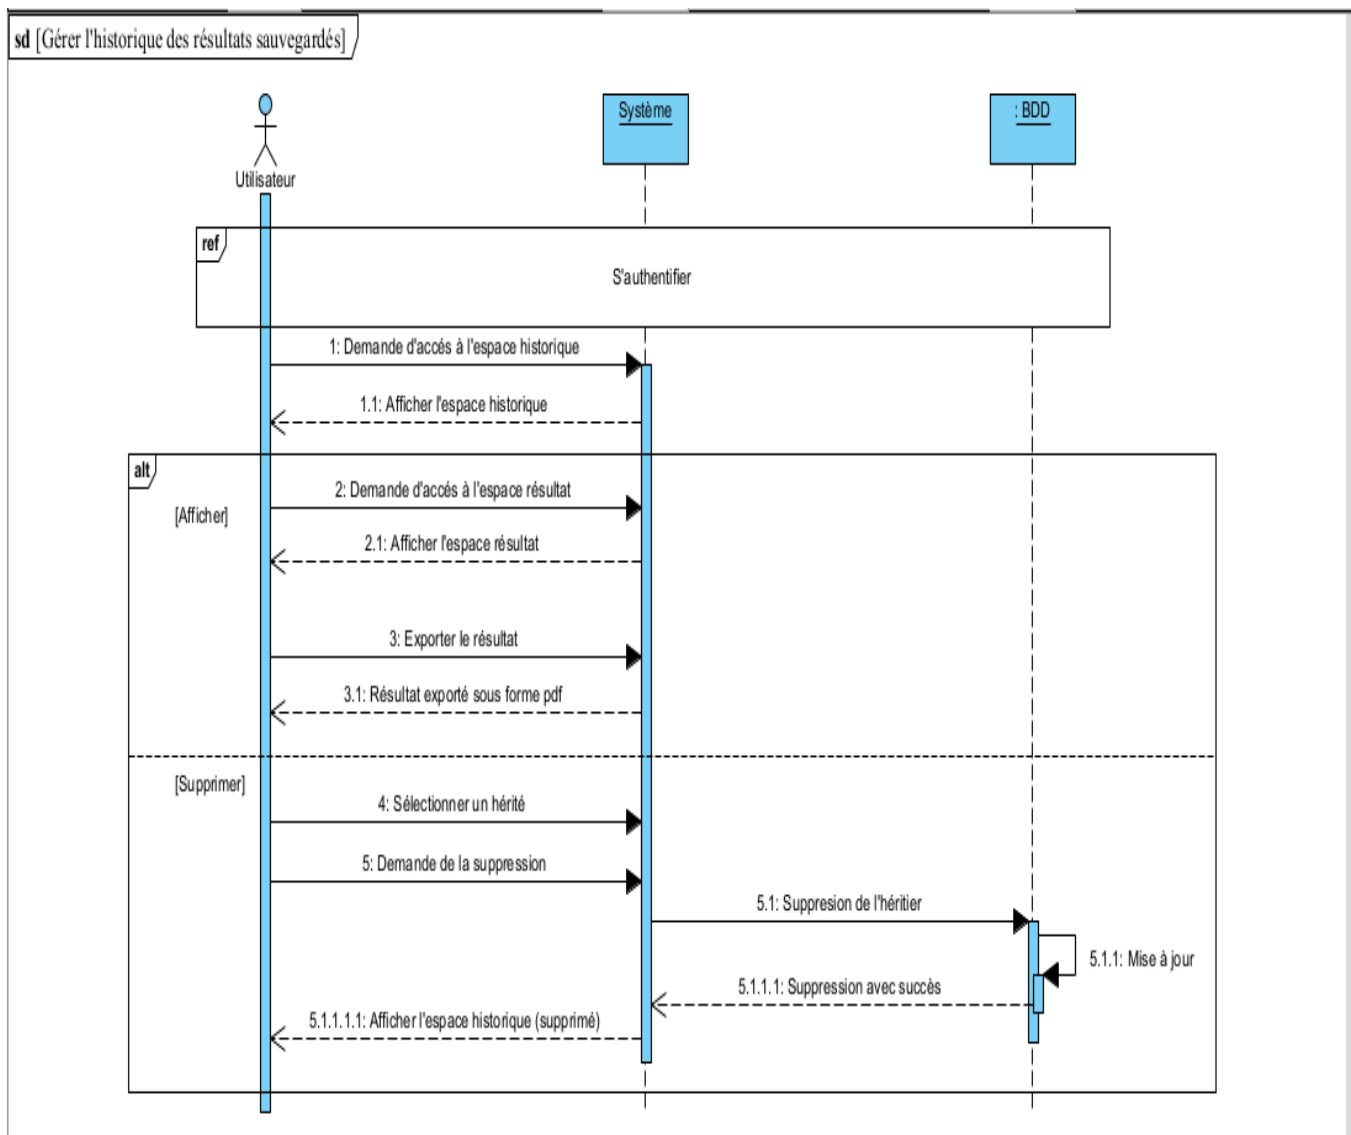 sd [Gérer l'historique des résultats sauvegardés]
Utilisateur
Système
: BDD
ref
S'authentifier
1: Demande d'accés à l'espace historique
1.1: Afficher l'espace historique
alt
[Afficher]
2: Demande d'accés à l'espace résultat
2.1: Afficher l'espace résultat
3: Exporter le résultat
3.1: Résultat exporté sous forme pdf
[Supprimer]
4: Sélectionner un hérité
5: Demande de la suppression
5.1: Suppresion de l'héritier
5.1.1: Mise à jour
5.1.1.1: Suppression avec succès
5.1.1.1.1: Afficher l'espace historique (supprimé)